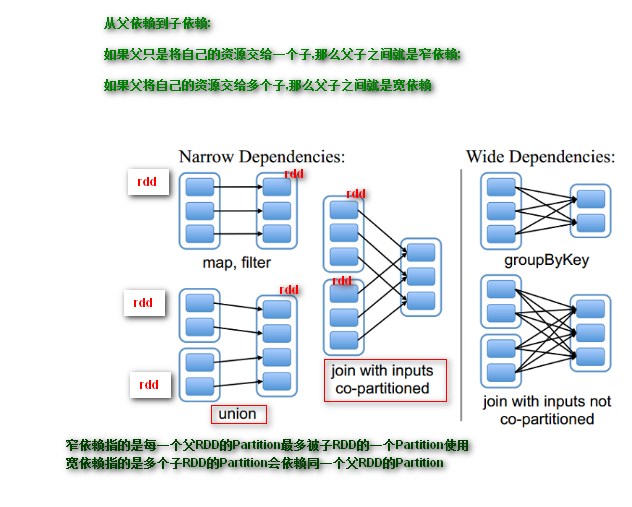 从父依赖到子依赖:
如果父只是将自己的资源交给一个子,那么父子之间就是窄依赖;
如果父将自己的资源交给多个子,那么父子之间就是宽依赖
Narrow Dependencies:
Wide Dependencies:
rdd
rdd
map, filter
rdd
rdd
join with inputs
co-partitioned
groupByKey
rdd
rdd
rdd
union
join with inputs not
co-partitioned
窄依赖指的是每一个父RDD的Partition最多被子RDD的一个Partition使用
宽依赖指的是多个子RDD的Partition会依赖同一个父RDD的Partition